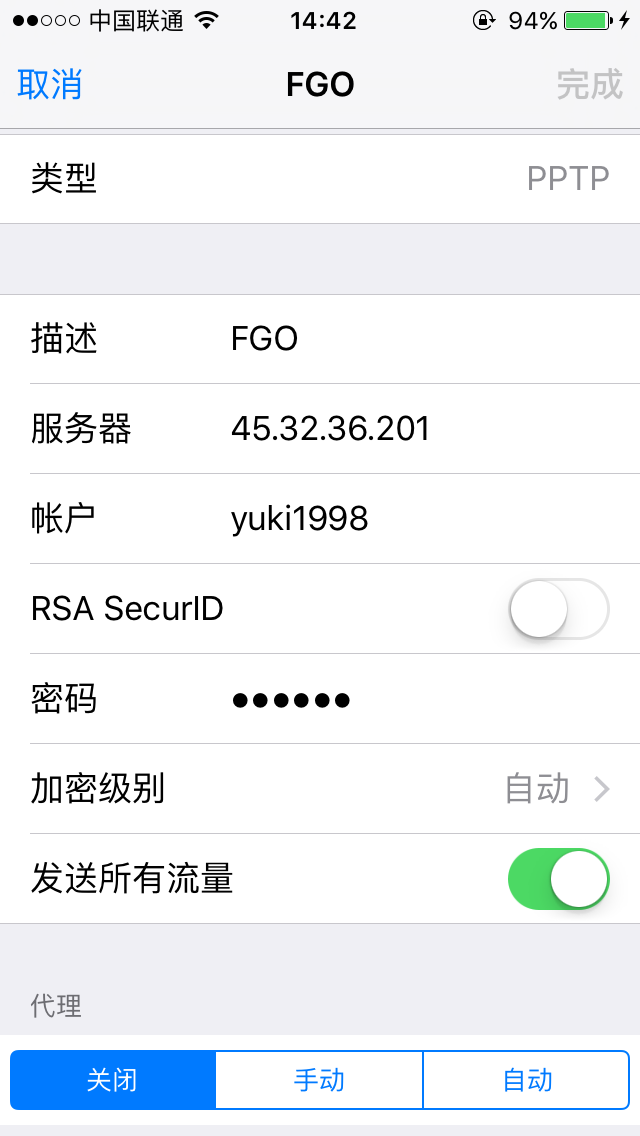 中国联通 14:42 94%
取消 FGO 完成
类型 PPTP
描述 FGO
服务器 45.32.36.201
帐户 yuki1998
RSA SecurID
密码 ●●●●●●
加密级别 自动
发送所有流量
代理
关闭 手动 自动